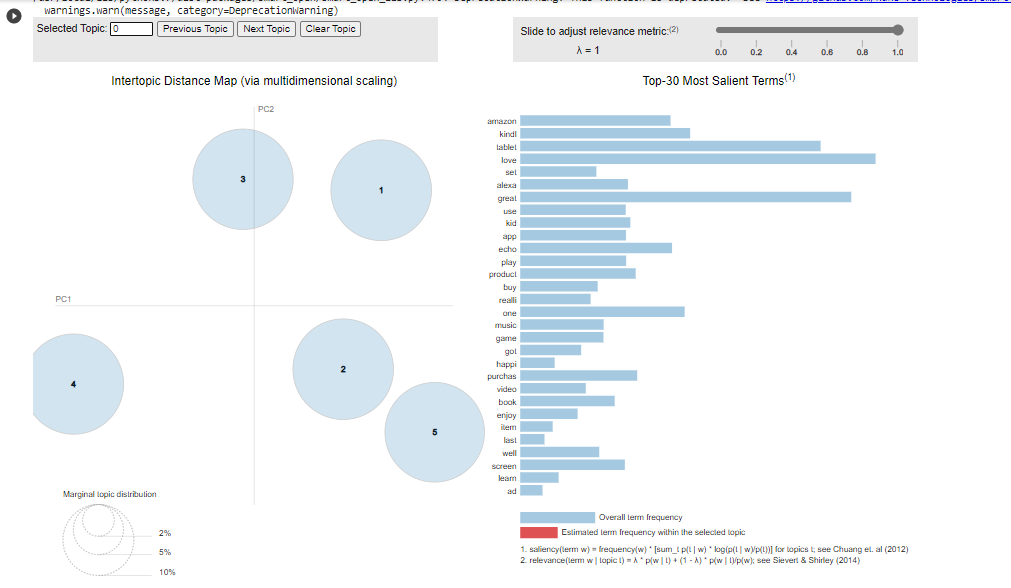 warnings.warn(message, category=DeprecationWarning)
Selected Topic: 0 Previous Topic Next Topic Clear Topic
Slide to adjust relevance metric:(2)
λ = 1
0.0 0.2 0.4 0.6 0.8 1.0
Intertopic Distance Map (via multidimensional scaling)
PC2
PC1
3
1
4
2
5
Marginal topic distribution
2%
5%
10%
Top-30 Most Salient Terms(1)
amazon
kindl
tablet
love
set
alexa
great
use
kid
app
echo
play
product
buy
realli
one
music
game
got
happi
purchas
video
book
enjoy
item
last
well
screen
learn
ad
Overall term frequency
Estimated term frequency within the selected topic
1. saliency(term w) = frequency(w) * [sum_t p(t | w) * log(p(t | w)/p(t))] for topics t; see Chuang et. al (2012)
2. relevance(term w | topic t) = λ * p(w | t) + (1 - λ) * p(w | t)/p(w); see Sievert & Shirley (2014)